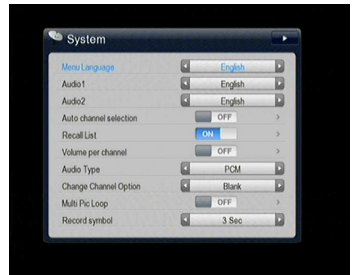 System
Menu Language English
Audio1 English
Audio2 English
Auto channel selection OFF
Recall List ON
Volume per channel OFF
Audio Type PCM
Change Channel Option Blank
Multi Pic Loop OFF
Record symbol 3 Sec